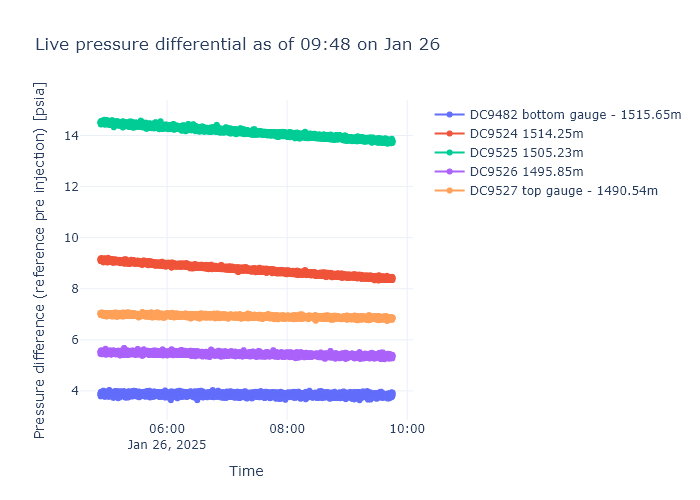 Live pressure differential as of 09:48 on Jan 26
Pressure difference (reference pre injection) [psia]
14
12
10
8
6
4
06:00
Jan 26, 2025
08:00
10:00
Time
DC9482 bottom gauge - 1515.65m
DC9524 1514.25m
DC9525 1505.23m
DC9526 1495.85m
DC9527 top gauge - 1490.54m